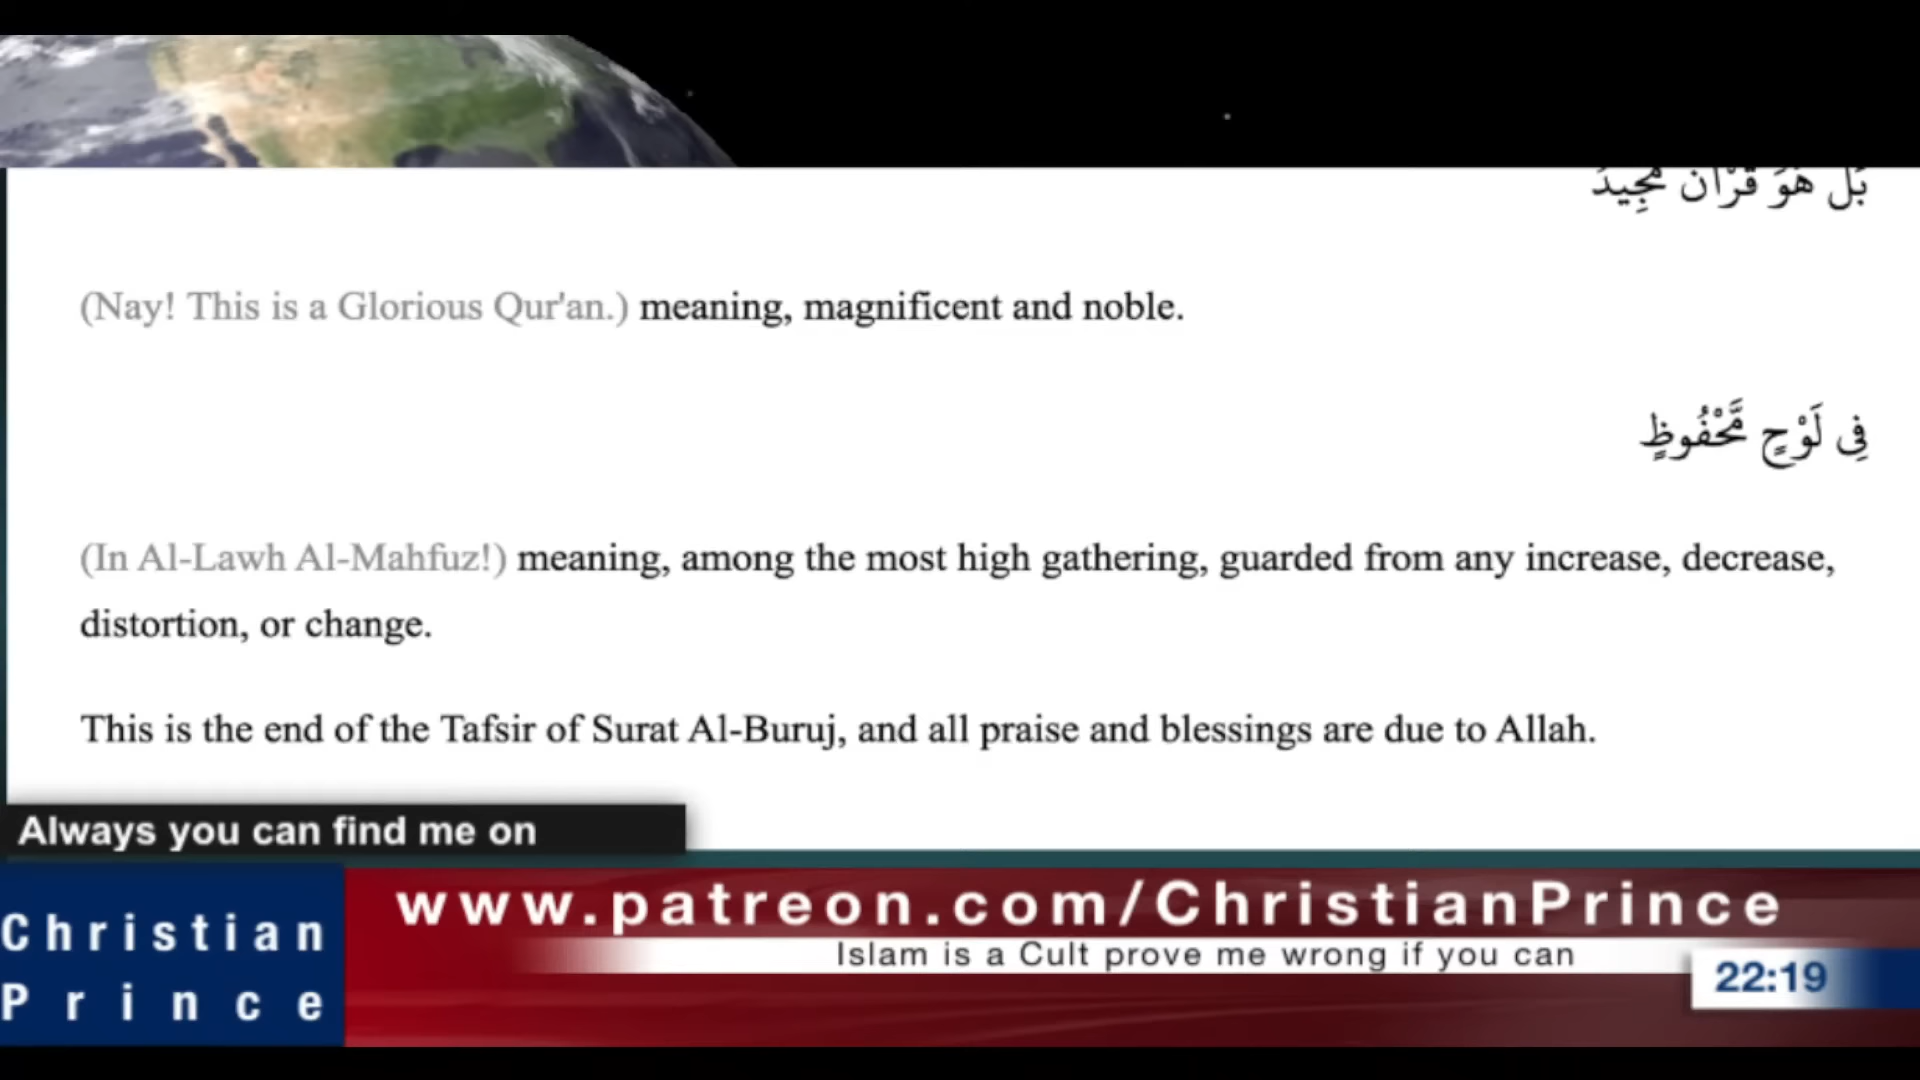 بَلْ هُوَ قُرْآنٌ مَّجِيدٌ
(Nay! This is a Glorious Qur'an.) meaning, magnificent and noble.
فِى لَوْحٍ مَّحْفُوظٍ
(In Al-Lawh Al-Mahfuz!) meaning, among the most high gathering, guarded from any increase, decrease,
distortion, or change.
This is the end of the Tafsir of Surat Al-Buruj, and all praise and blessings are due to Allah.
Always you can find me on
Christian
Prince
www.patreon.com/ChristianPrince
Islam is a Cult prove me wrong if you can
22:19